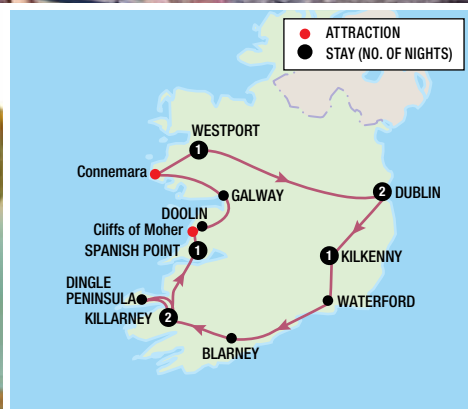 ATTRACTION
STAY (NO. OF NIGHTS)
WESTPORT
1
Connemara
GALWAY
2
DUBLIN
DOOLIN
Cliffs of Moher
SPANISH POINT
1
1
KILKENNY
DINGLE
PENINSULA
KILLARNEY
2
WATERFORD
BLARNEY